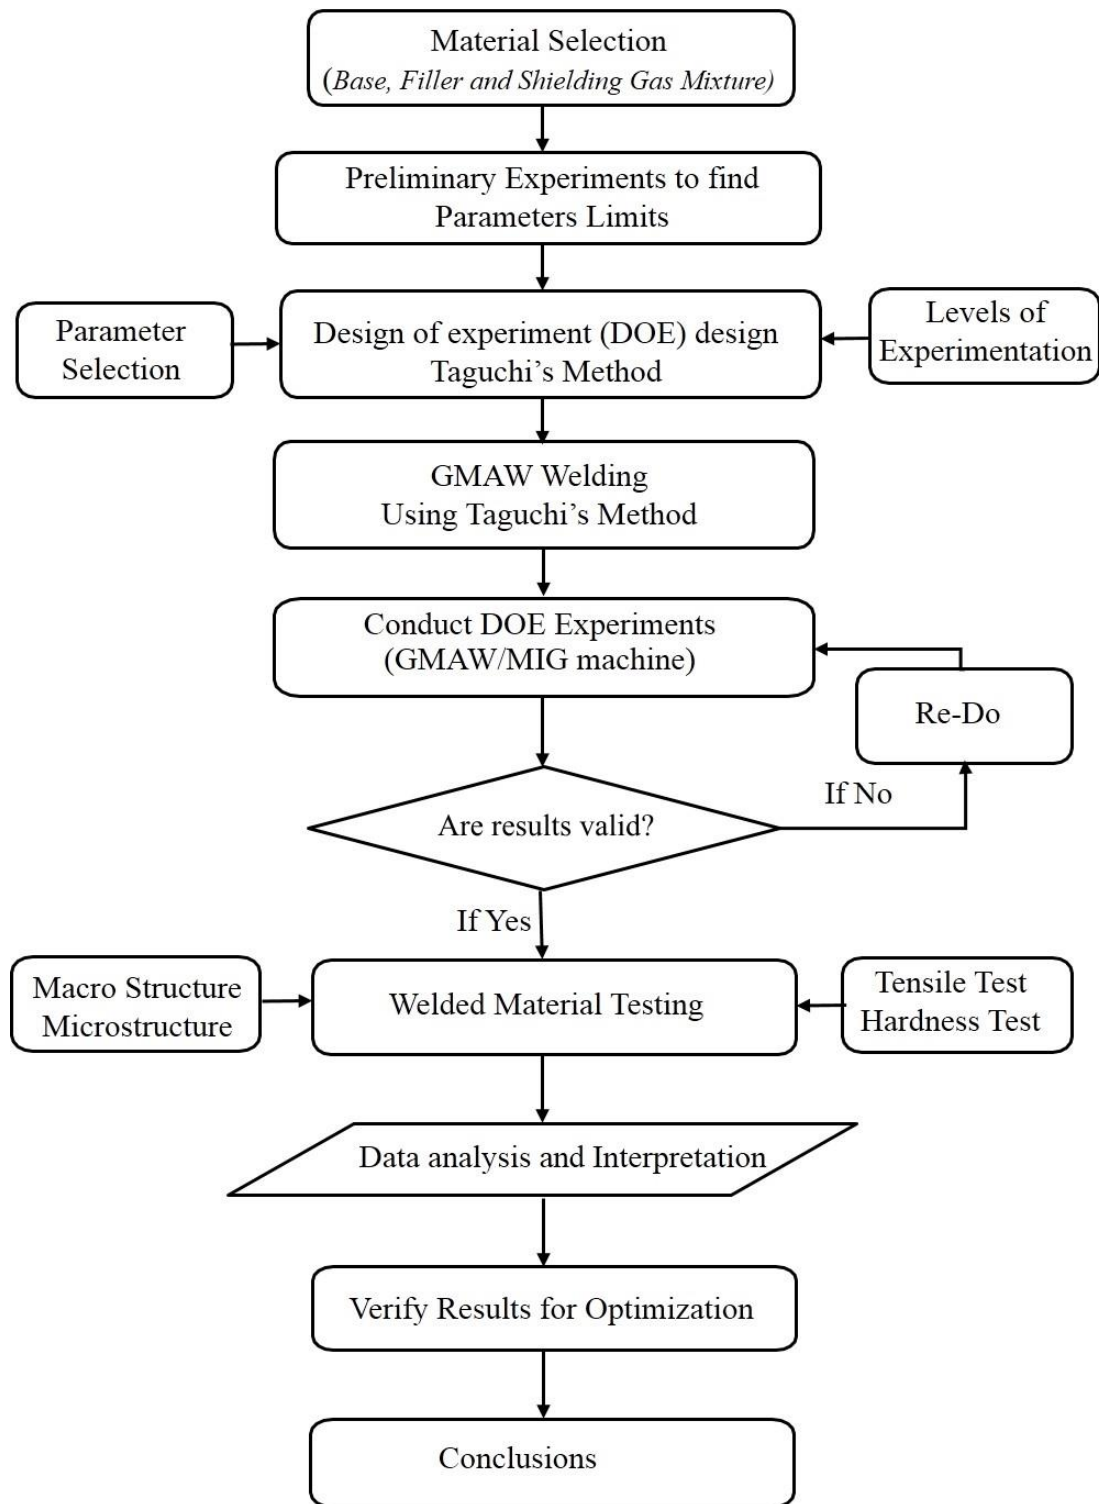 Material Selection
(Base, Filler and Shielding Gas Mixture)
Preliminary Experiments to find
Parameters Limits
Parameter
Selection
Design of experiment (DOE) design
Taguchi’s Method
Levels of
Experimentation
GMAW Welding
Using Taguchi’s Method
Conduct DOE Experiments
(GMAW/MIG machine)
Re-Do
If No
Are results valid?
If Yes
Macro Structure
Microstructure
Welded Material Testing
Tensile Test
Hardness Test
Data analysis and Interpretation
Verify Results for Optimization
Conclusions